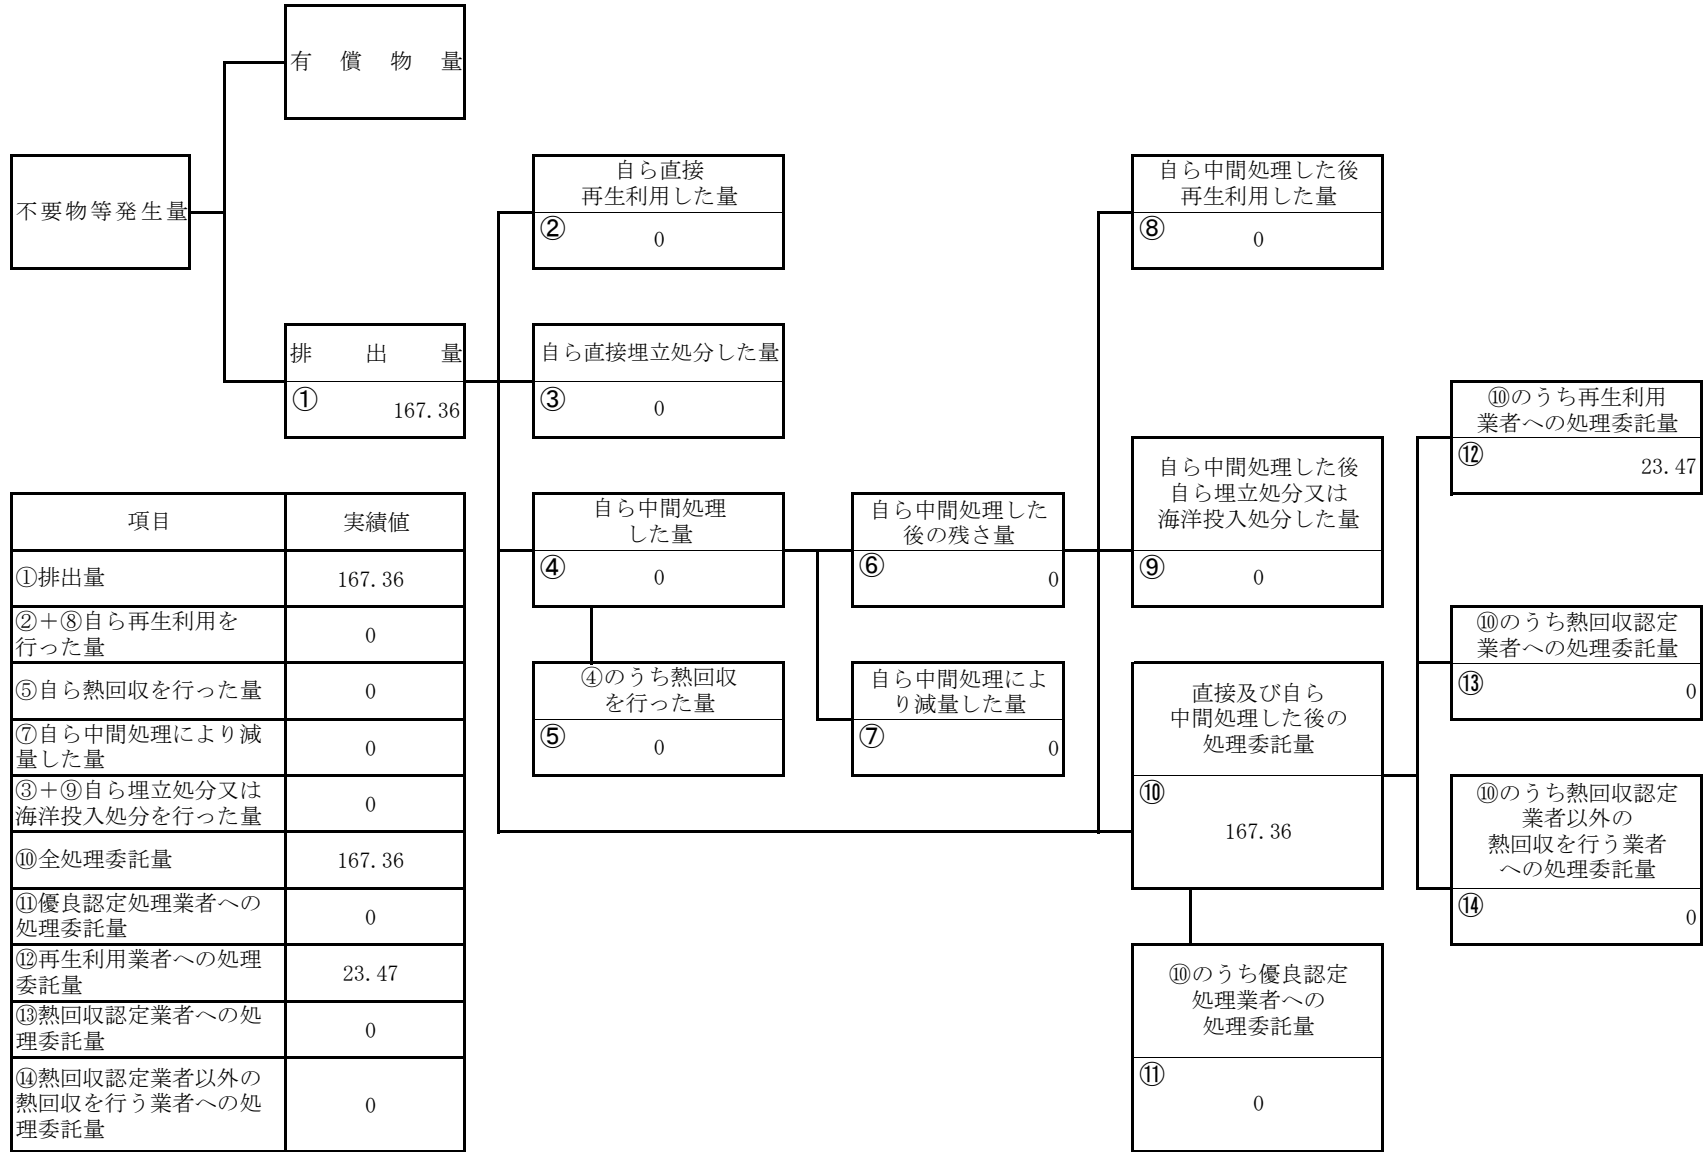 有償物量
不要物等発生量
排出量
①
167.36
自ら直接
再生利用した量
②
0
自ら直接埋立処分した量
③
0
自ら中間処理
した量
④
0
④のうち熱回収
を行った量
⑤
0
自ら中間処理した
後の残さ量
⑥
0
自ら中間処理によ
り減量した量
⑦
0
自ら中間処理した後
再生利用した量
⑧
0
自ら中間処理した後
自ら埋立処分又は
海洋投入処分した量
⑨
0
直接及び自ら
中間処理した後の
処理委託量
⑩
167.36
⑩のうち優良認定
処理業者への
処理委託量
⑪
0
⑩のうち再生利用
業者への処理委託量
⑫
23.47
⑩のうち熱回収認定
業者への処理委託量
⑬
0
⑩のうち熱回収認定
業者以外の
熱回収を行う業者
への処理委託量
⑭
0
項目 実績値
①排出量 167.36
②＋⑧自ら再生利用を
行った量 0
⑤自ら熱回収を行った量 0
⑦自ら中間処理により減
量した量 0
③＋⑨自ら埋立処分又は
海洋投入処分を行った量 0
⑩全処理委託量 167.36
⑪優良認定処理業者への
処理委託量 0
⑫再生利用業者への処理
委託量 23.47
⑬熱回収認定業者への処
理委託量 0
⑭熱回収認定業者以外の
熱回収を行う業者への処
理委託量 0